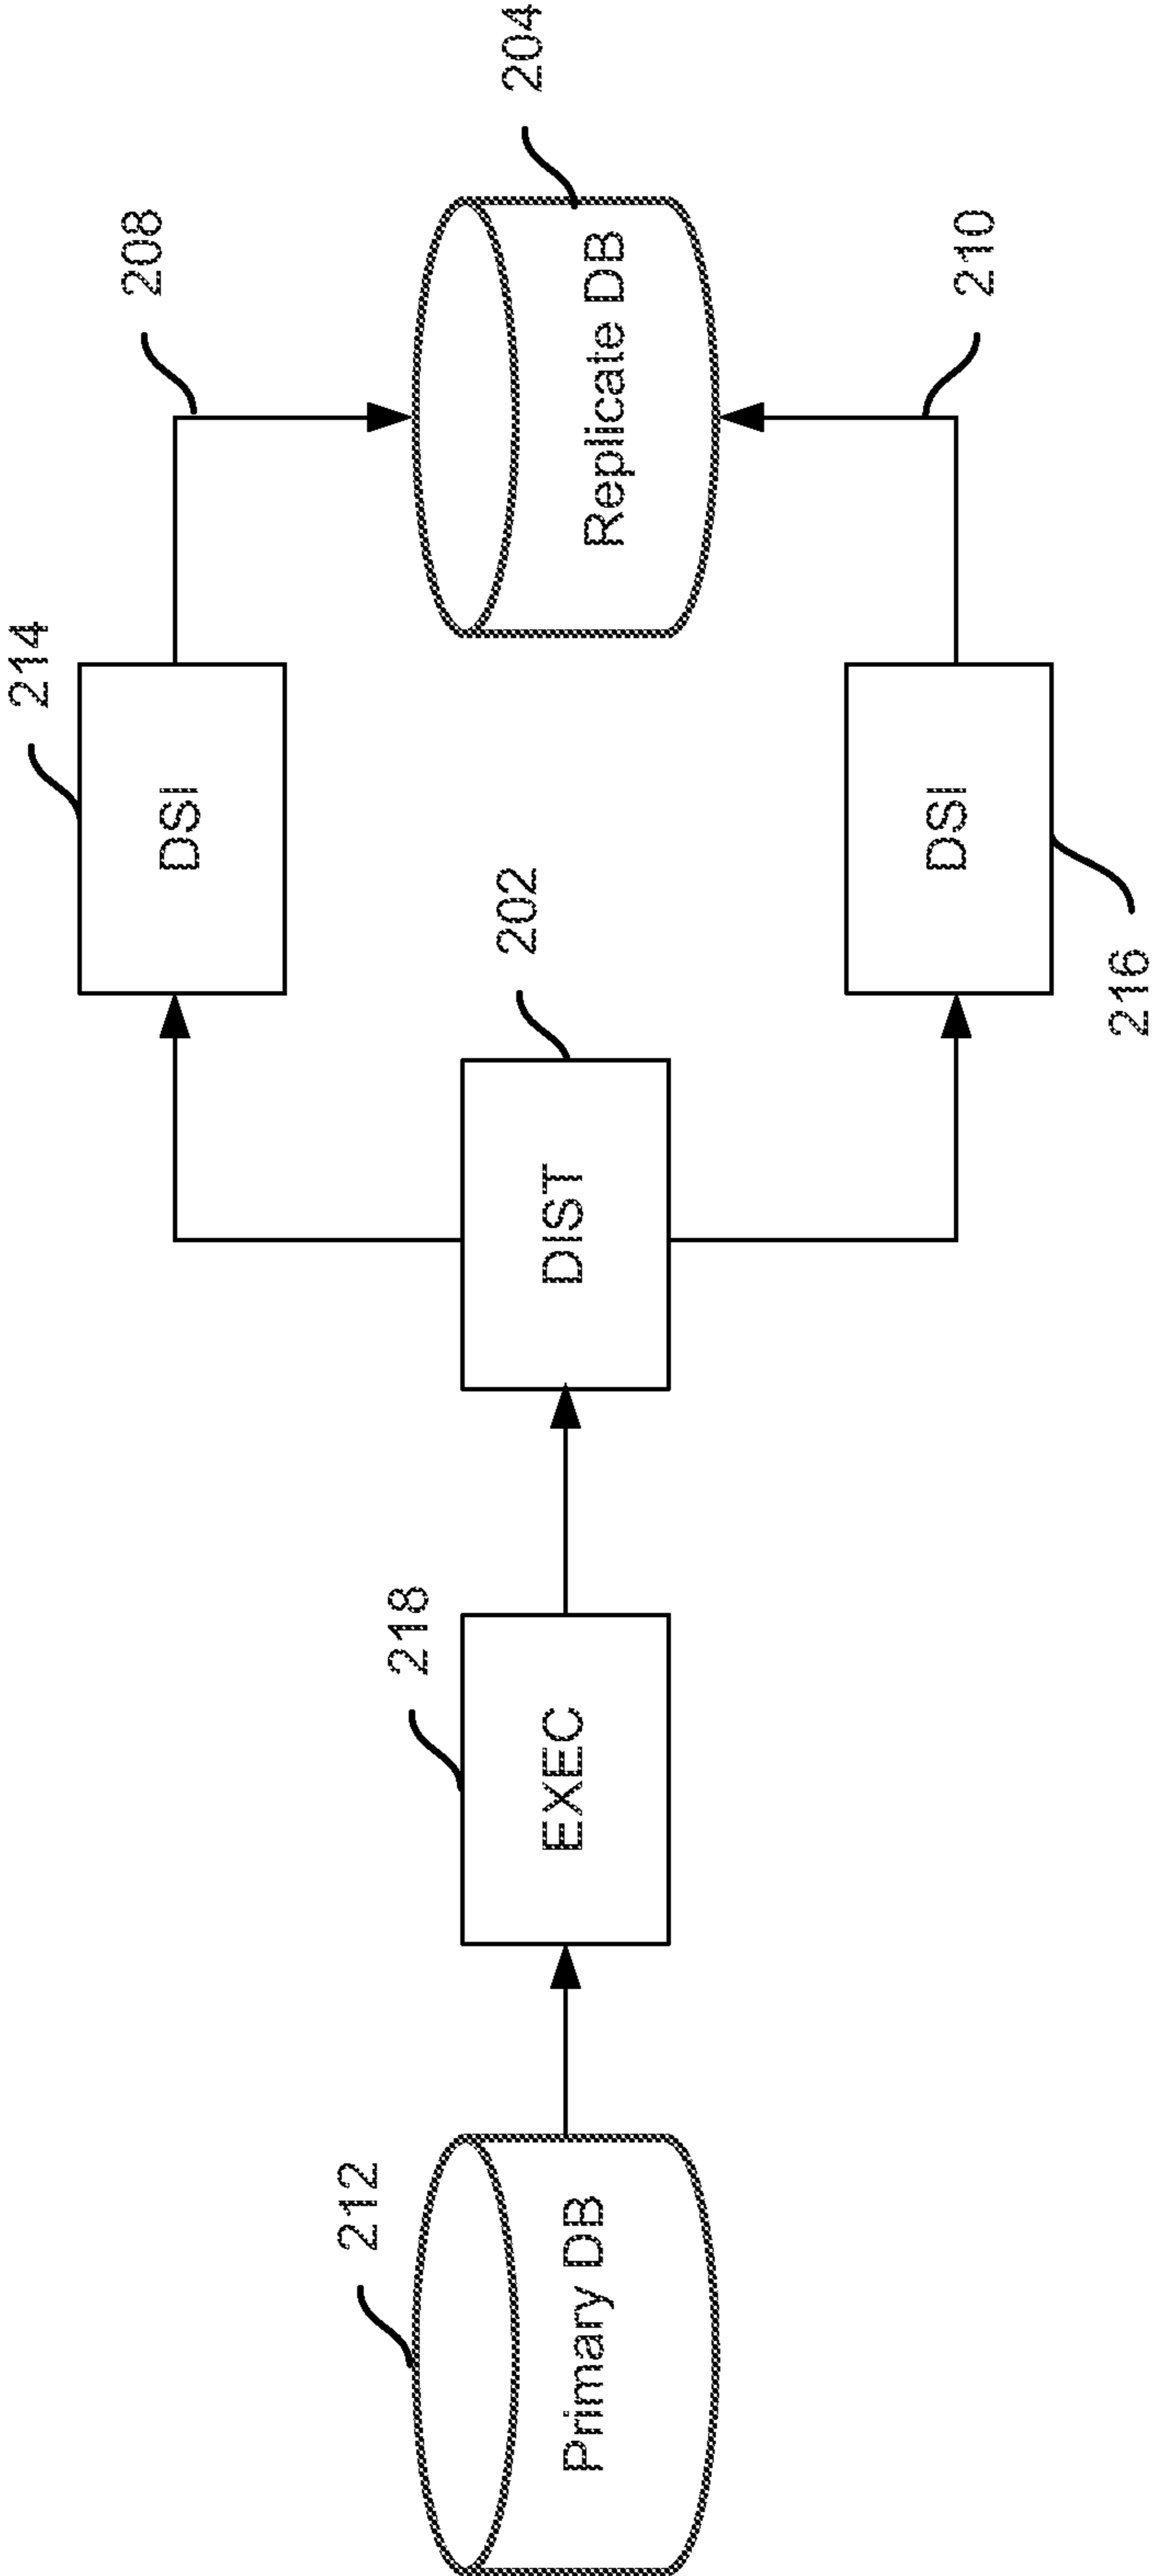 212
Primary DB
218
EXEC
202
DIST
214
DSI
208
204
Replicate DB
210
DSI
216